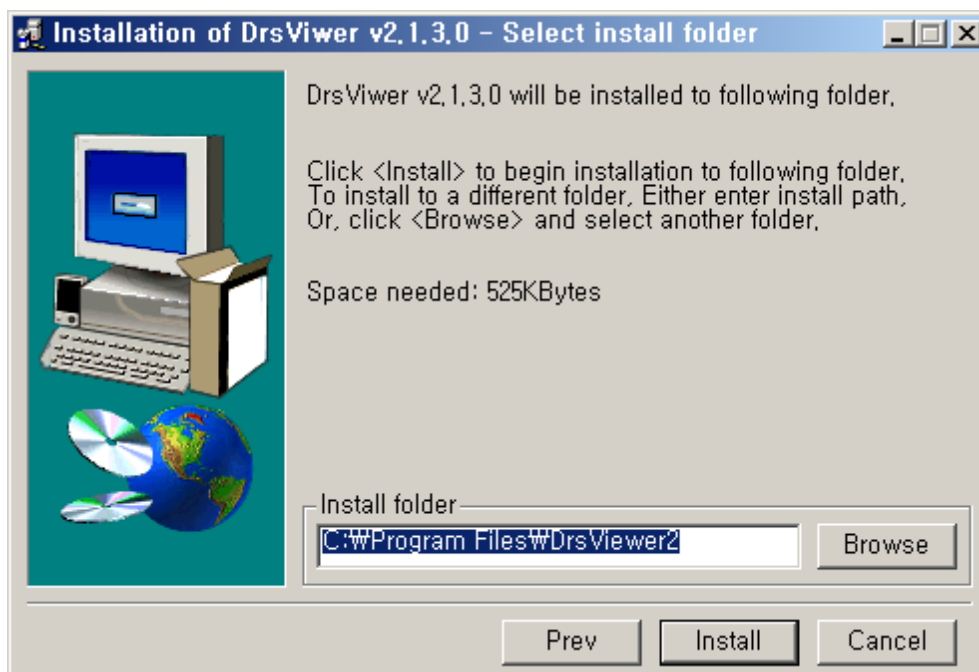 Installation of DrsViwer v2.1.3.0 - Select install folder
DrsViwer v2.1.3.0 will be installed to following folder.
Click <Install> to begin installation to following folder.
To install to a different folder, Either enter install path,
Or, click <Browse> and select another folder.
Space needed: 525KBytes
Install folder
C:₩Program Files₩DrsViewer2
Browse
Prev
Install
Cancel